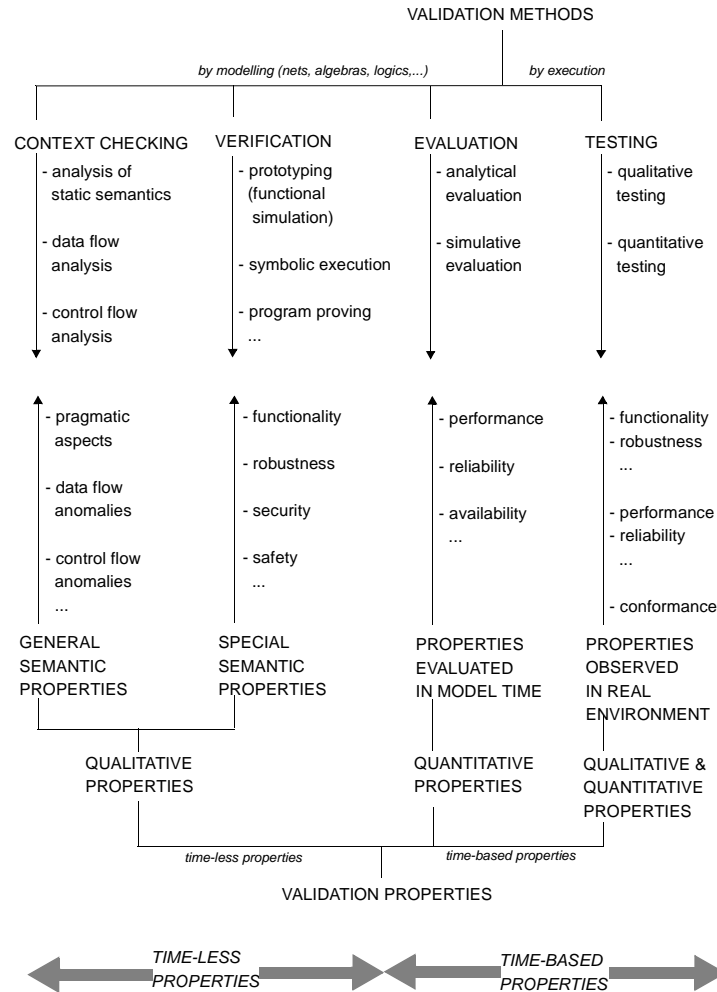 VALIDATION METHODS
by modelling (nets, algebras, logics,...)
by execution
CONTEXT CHECKING
- analysis of
static semantics
- data flow
analysis
- control flow
analysis
VERIFICATION
- prototyping
(functional
simulation)
- symbolic execution
- program proving
...
EVALUATION
- analytical
evaluation
- simulative
evaluation
TESTING
- qualitative
testing
- quantitative
testing
- pragmatic
aspects
- data flow
anomalies
- control flow
anomalies
...
GENERAL
SEMANTIC
PROPERTIES
- functionality
- robustness
- security
- safety
...
SPECIAL
SEMANTIC
PROPERTIES
- performance
- reliability
- availability
...
PROPERTIES
EVALUATED
IN MODEL TIME
- functionality
- robustness
...
- performance
- reliability
...
- conformance
PROPERTIES
OBSERVED
IN REAL
ENVIRONMENT
QUALITATIVE
PROPERTIES
QUANTITATIVE
PROPERTIES
QUALITATIVE &
QUANTITATIVE
PROPERTIES
time-less properties
time-based properties
VALIDATION PROPERTIES
TIME-LESS
PROPERTIES
TIME-BASED
PROPERTIES